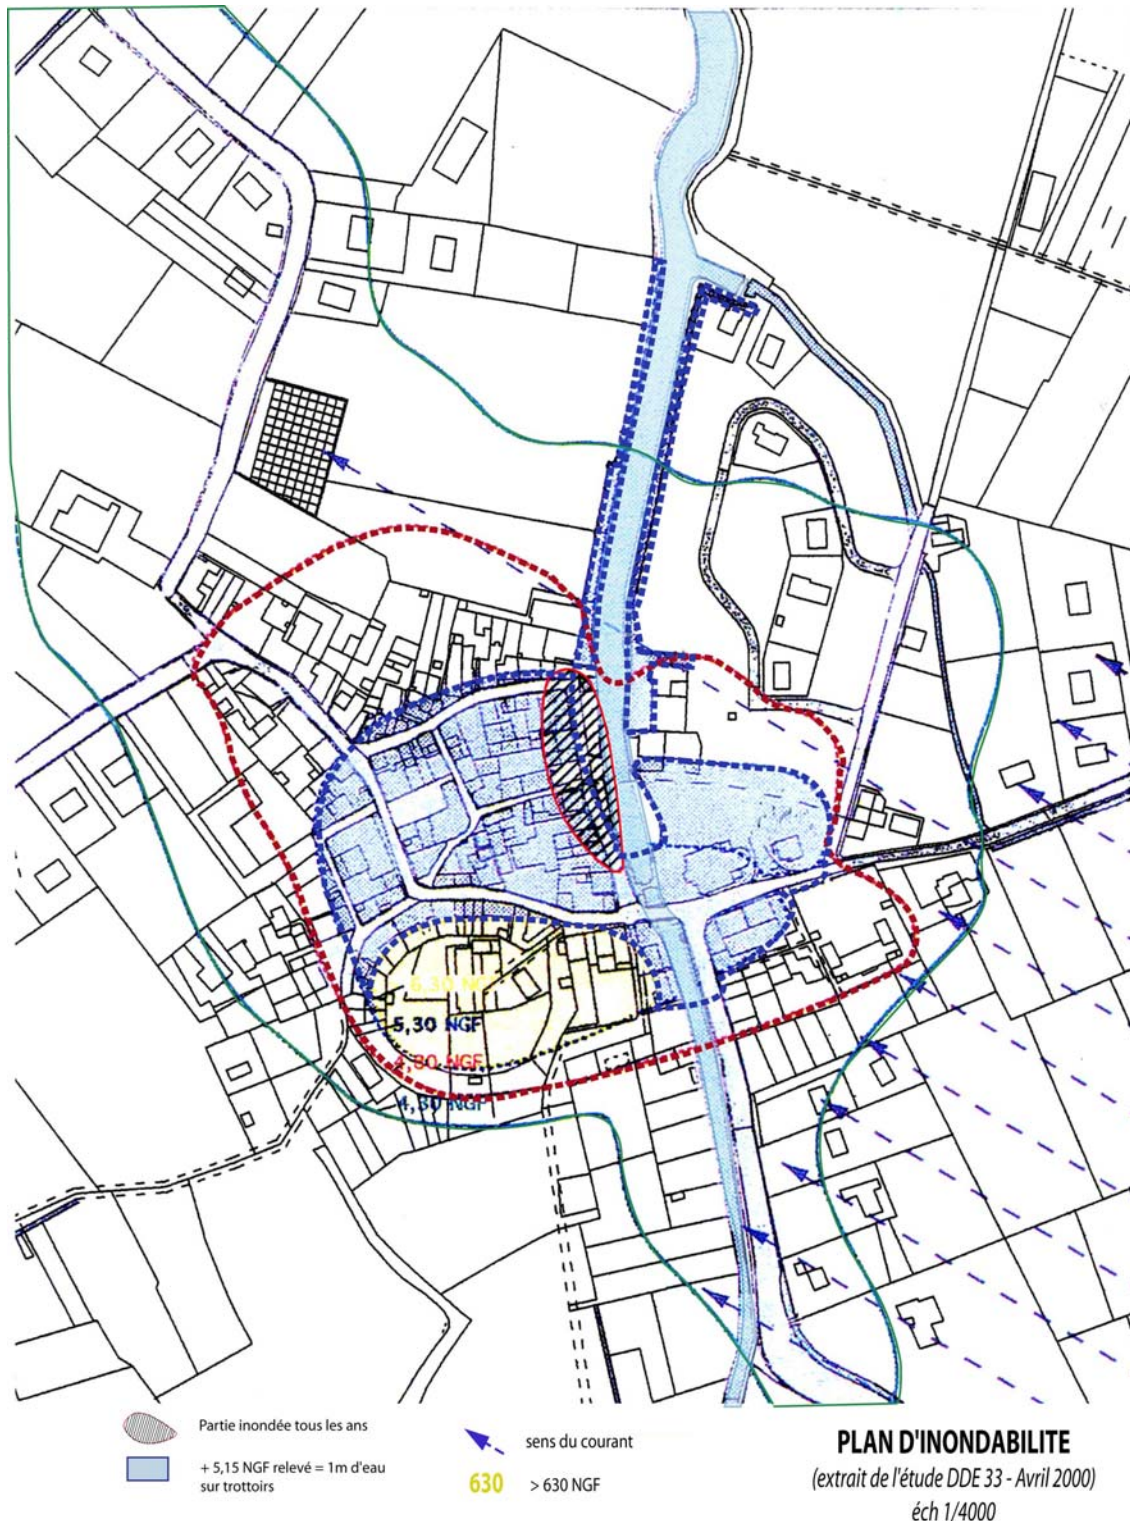 6,30 NGF
5,30 NGF
4,80 NGF
4,30 NGF
Partie inondée tous les ans
+ 5,15 NGF relevé = 1m d'eau
sur trottoirs
sens du courant
630 > 630 NGF
PLAN D'INONDABILITE
(extrait de l'étude DDE 33 - Avril 2000)
éch 1/4000